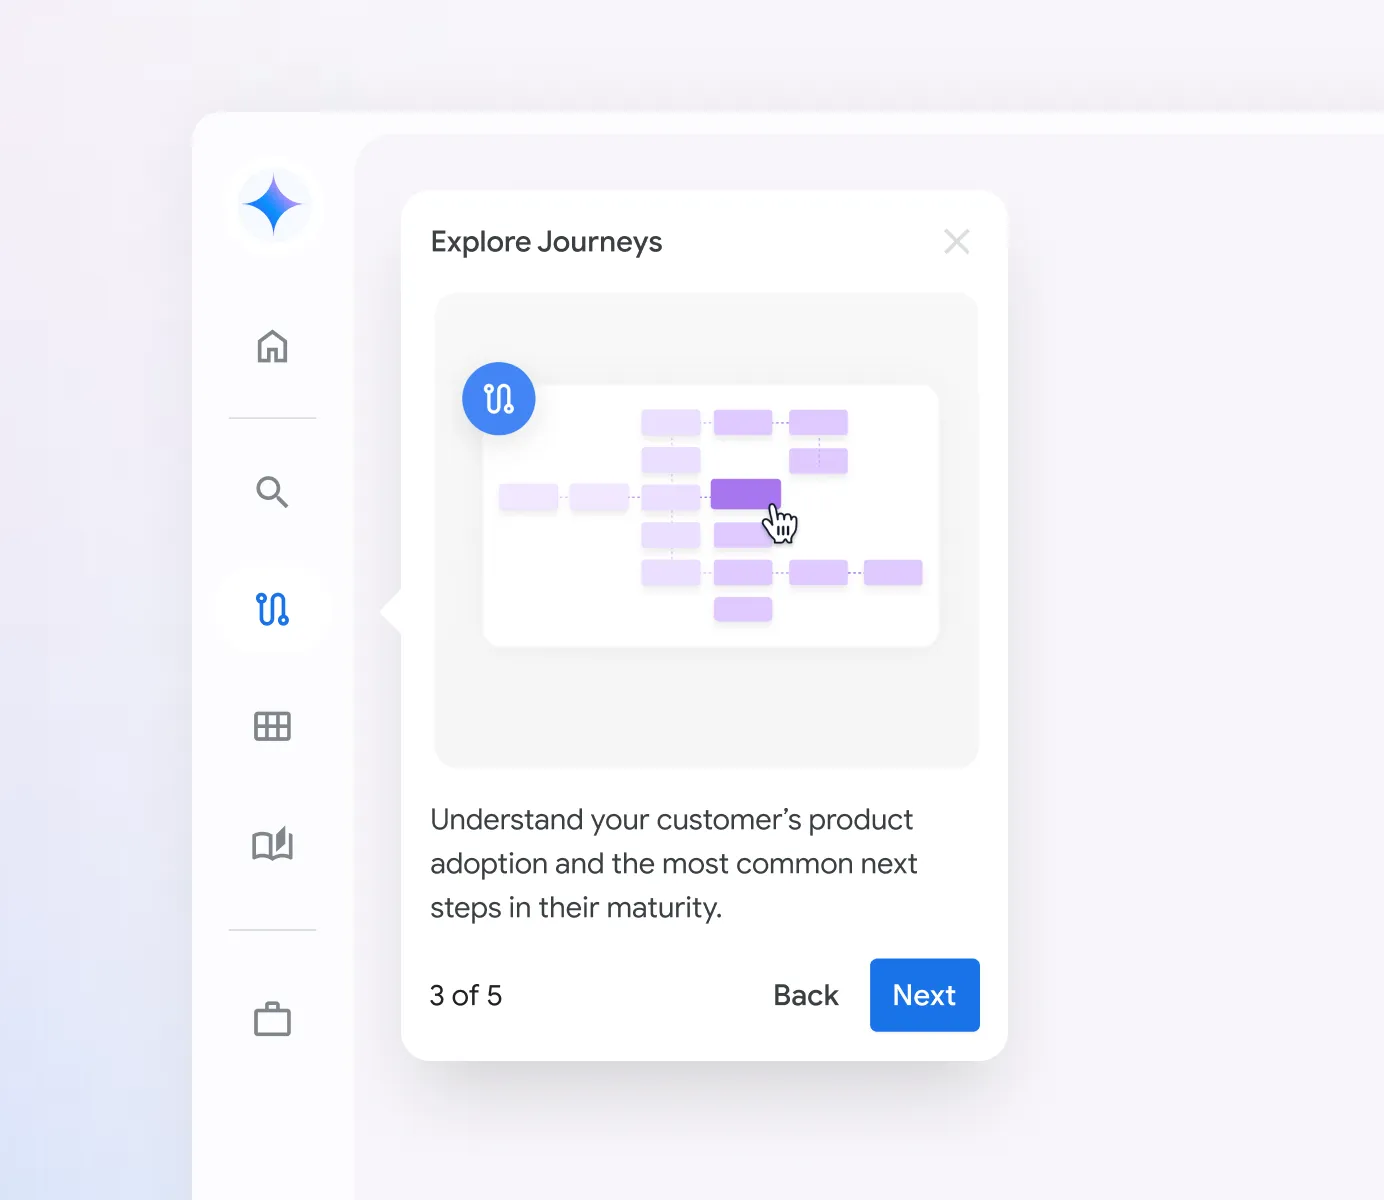 Explore Journeys
Understand your customer’s product
adoption and the most common next
steps in their maturity.
3 of 5
Back
Next